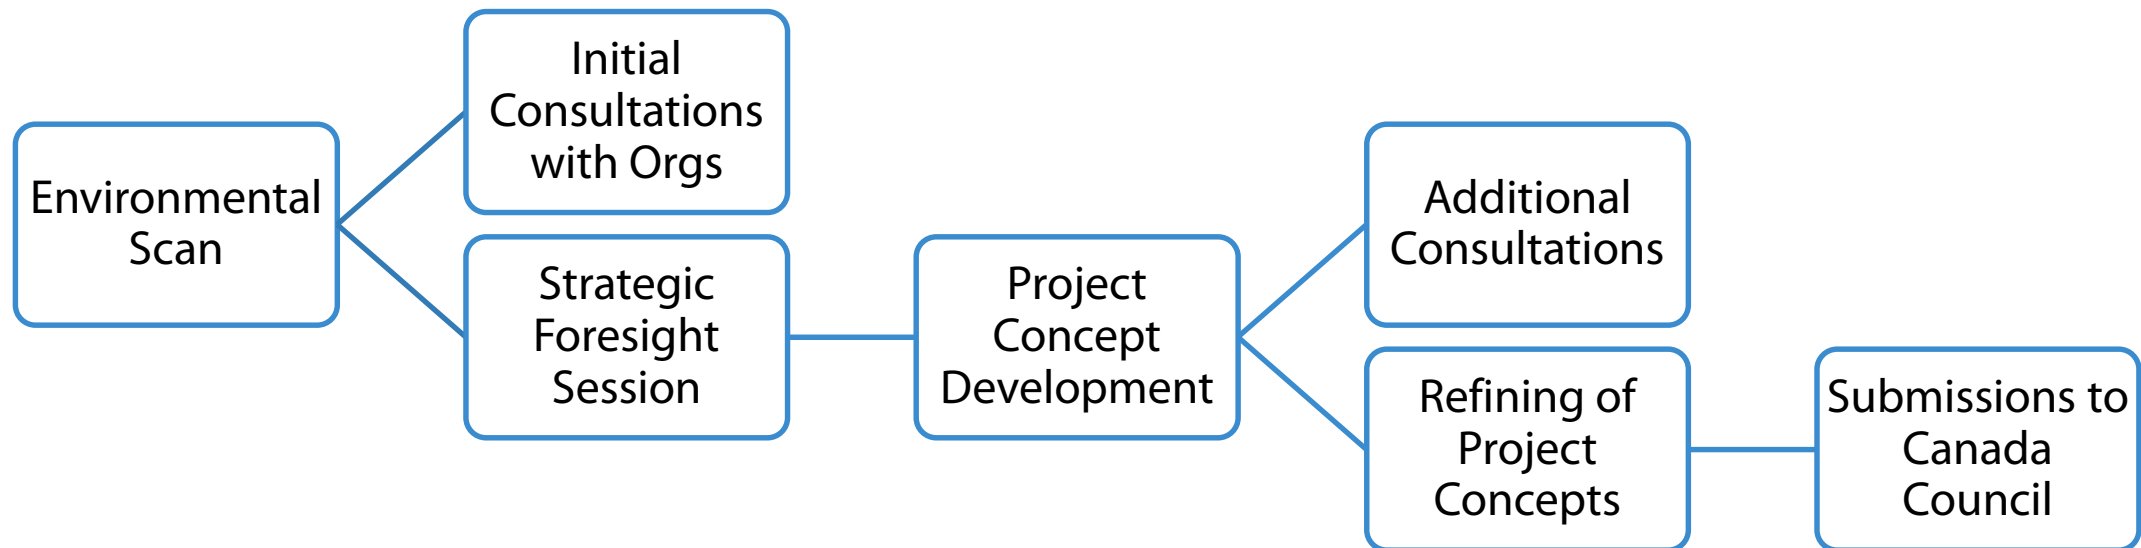 Environmental
Scan
Initial
Consultations
with Orgs
Strategic
Foresight
Session
Project
Concept
Development
Additional
Consultations
Refining of
Project
Concepts
Submissions to
Canada
Council